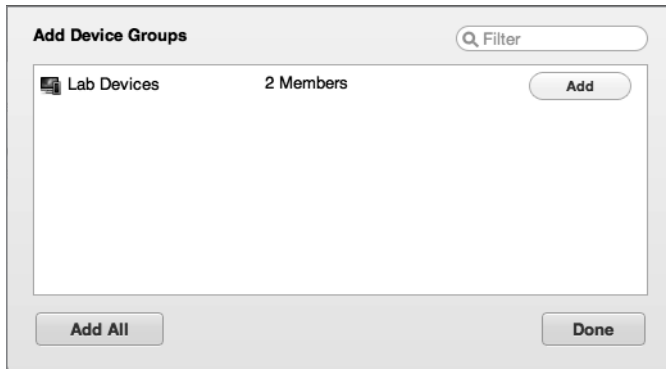 Add Device Groups
Filter
Lab Devices 2 Members Add
Add All Done